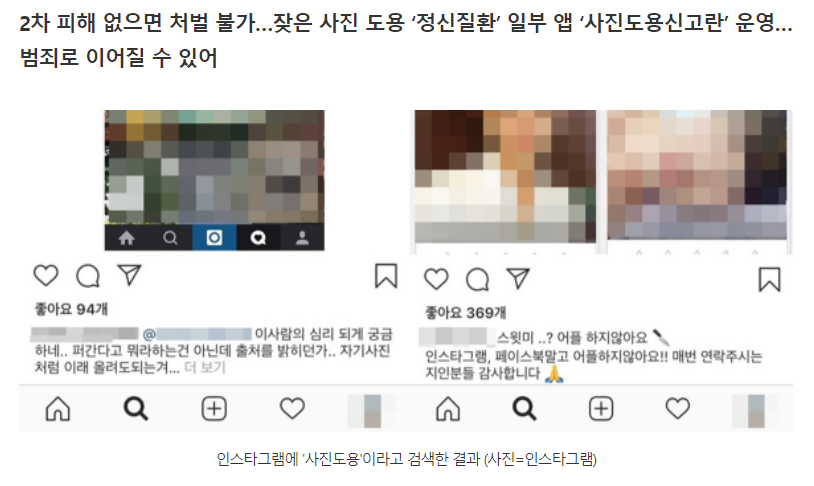 2차 피해 없으면 처벌 불가...잦은 사진 도용 ‘정신질환’ 일부 앱 ‘사진도용신고란’ 운영...
범죄로 이어질 수 있어
좋아요 94개
@ 이사람의 심리 되게 궁금
하네.. 퍼간다고 뭐라하는건 아닌데 출처를 밝히던가.. 자기사진
처럼 이래 올려도되는겨... 더 보기
좋아요 369개
스윗미 ..? 어플 하지않아요 🔪
인스타그램, 페이스북말고 어플하지않아요!! 매번 연락주시는
지인분들 감사합니다 🙏
인스타그램에 '사진도용'이라고 검색한 결과 (사진=인스타그램)